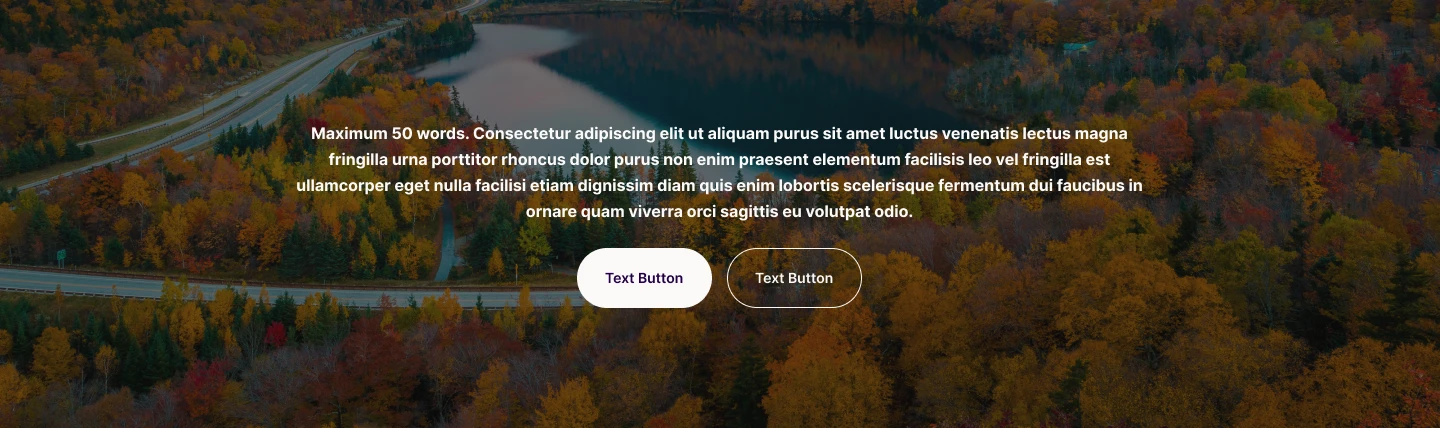 Maximum 50 words. Consectetur adipiscing elit ut aliquam purus sit amet luctus venenatis lectus magna
fringilla urna porttitor rhoncus dolor purus non enim praesent elementum facilisis leo vel fringilla est
ullamcorper eget nulla facilisi etiam dignissim diam quis enim lobortis scelerisque fermentum dui faucibus in
ornare quam viverra orci sagittis eu volutpat odio.
Text Button
Text Button